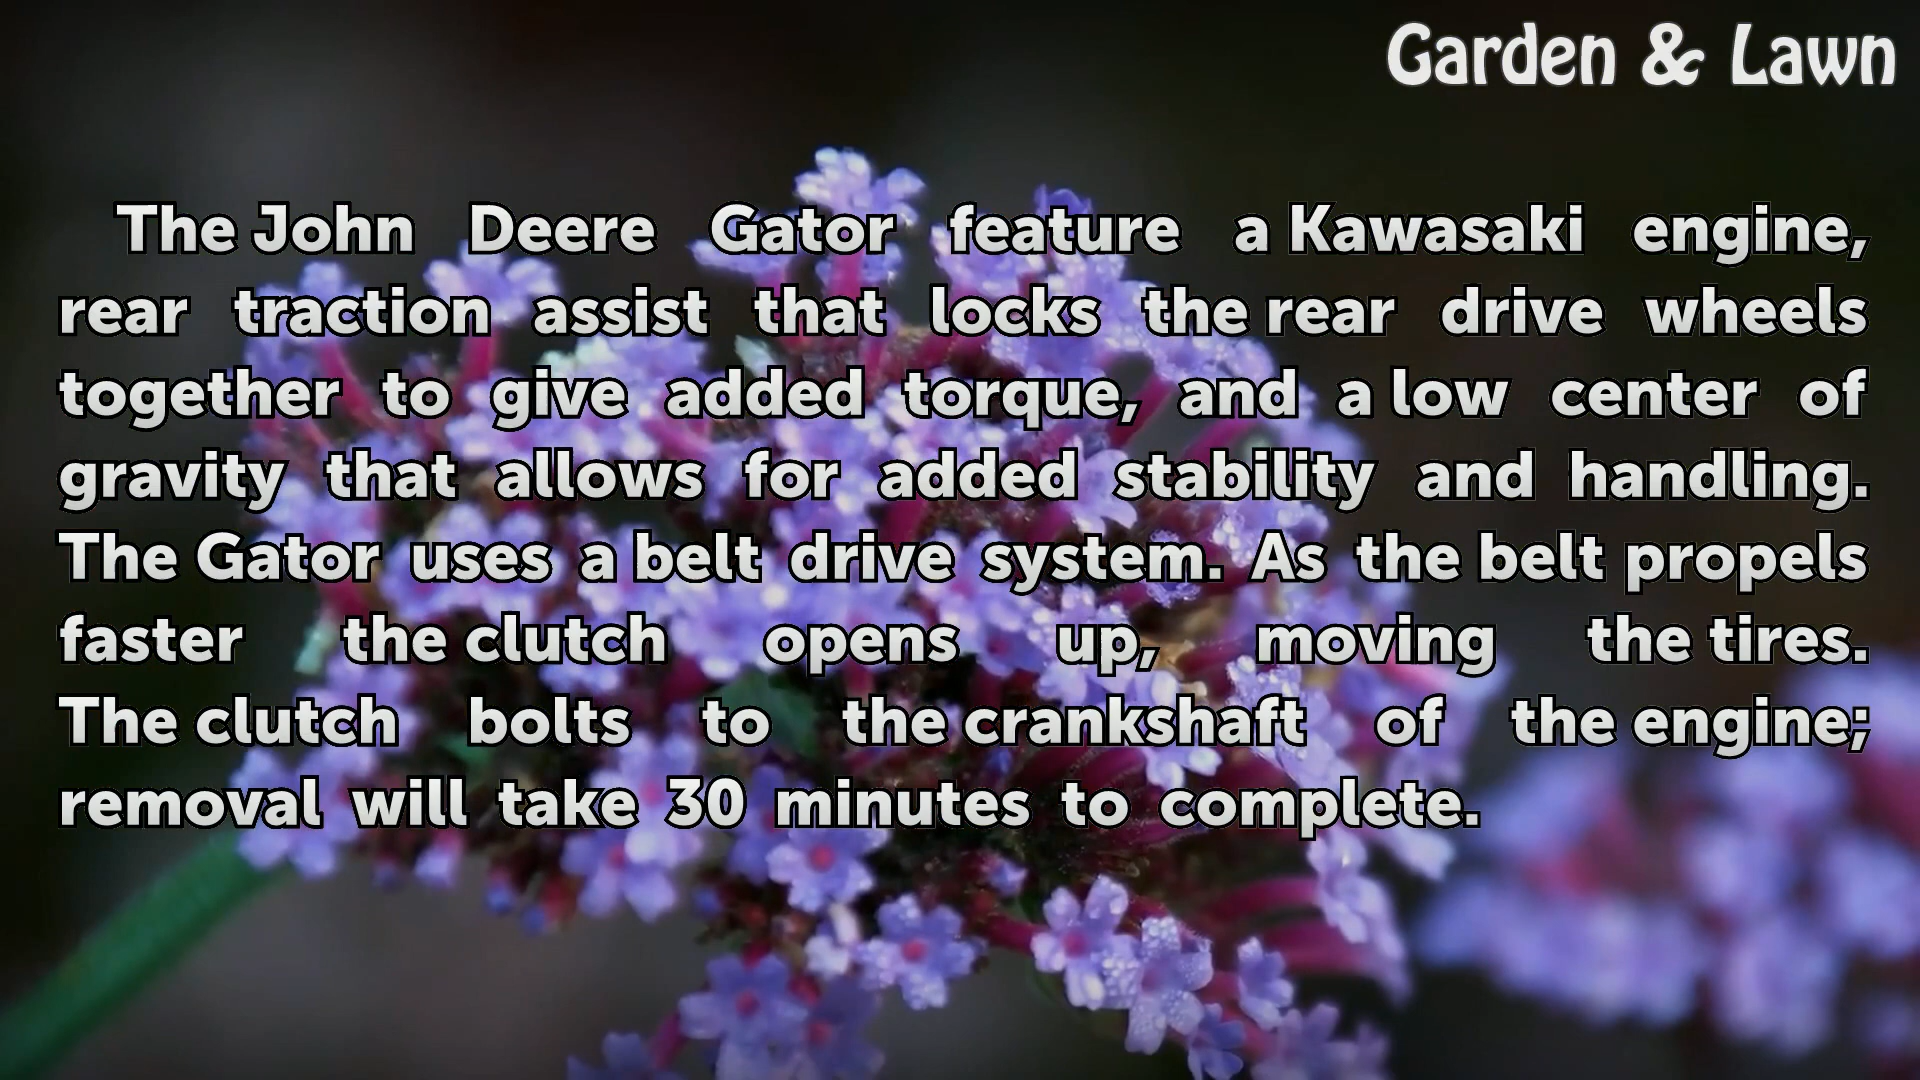 Garden & Lawn
The John Deere Gator feature a Kawasaki engine,
rear traction assist that locks the rear drive wheels
together to give added torque, and a low center of
gravity that allows for added stability and handling.
The Gator uses a belt drive system. As the belt propels
faster the clutch opens up, moving the tires.
The clutch bolts to the crankshaft of the engine;
removal will take 30 minutes to complete.